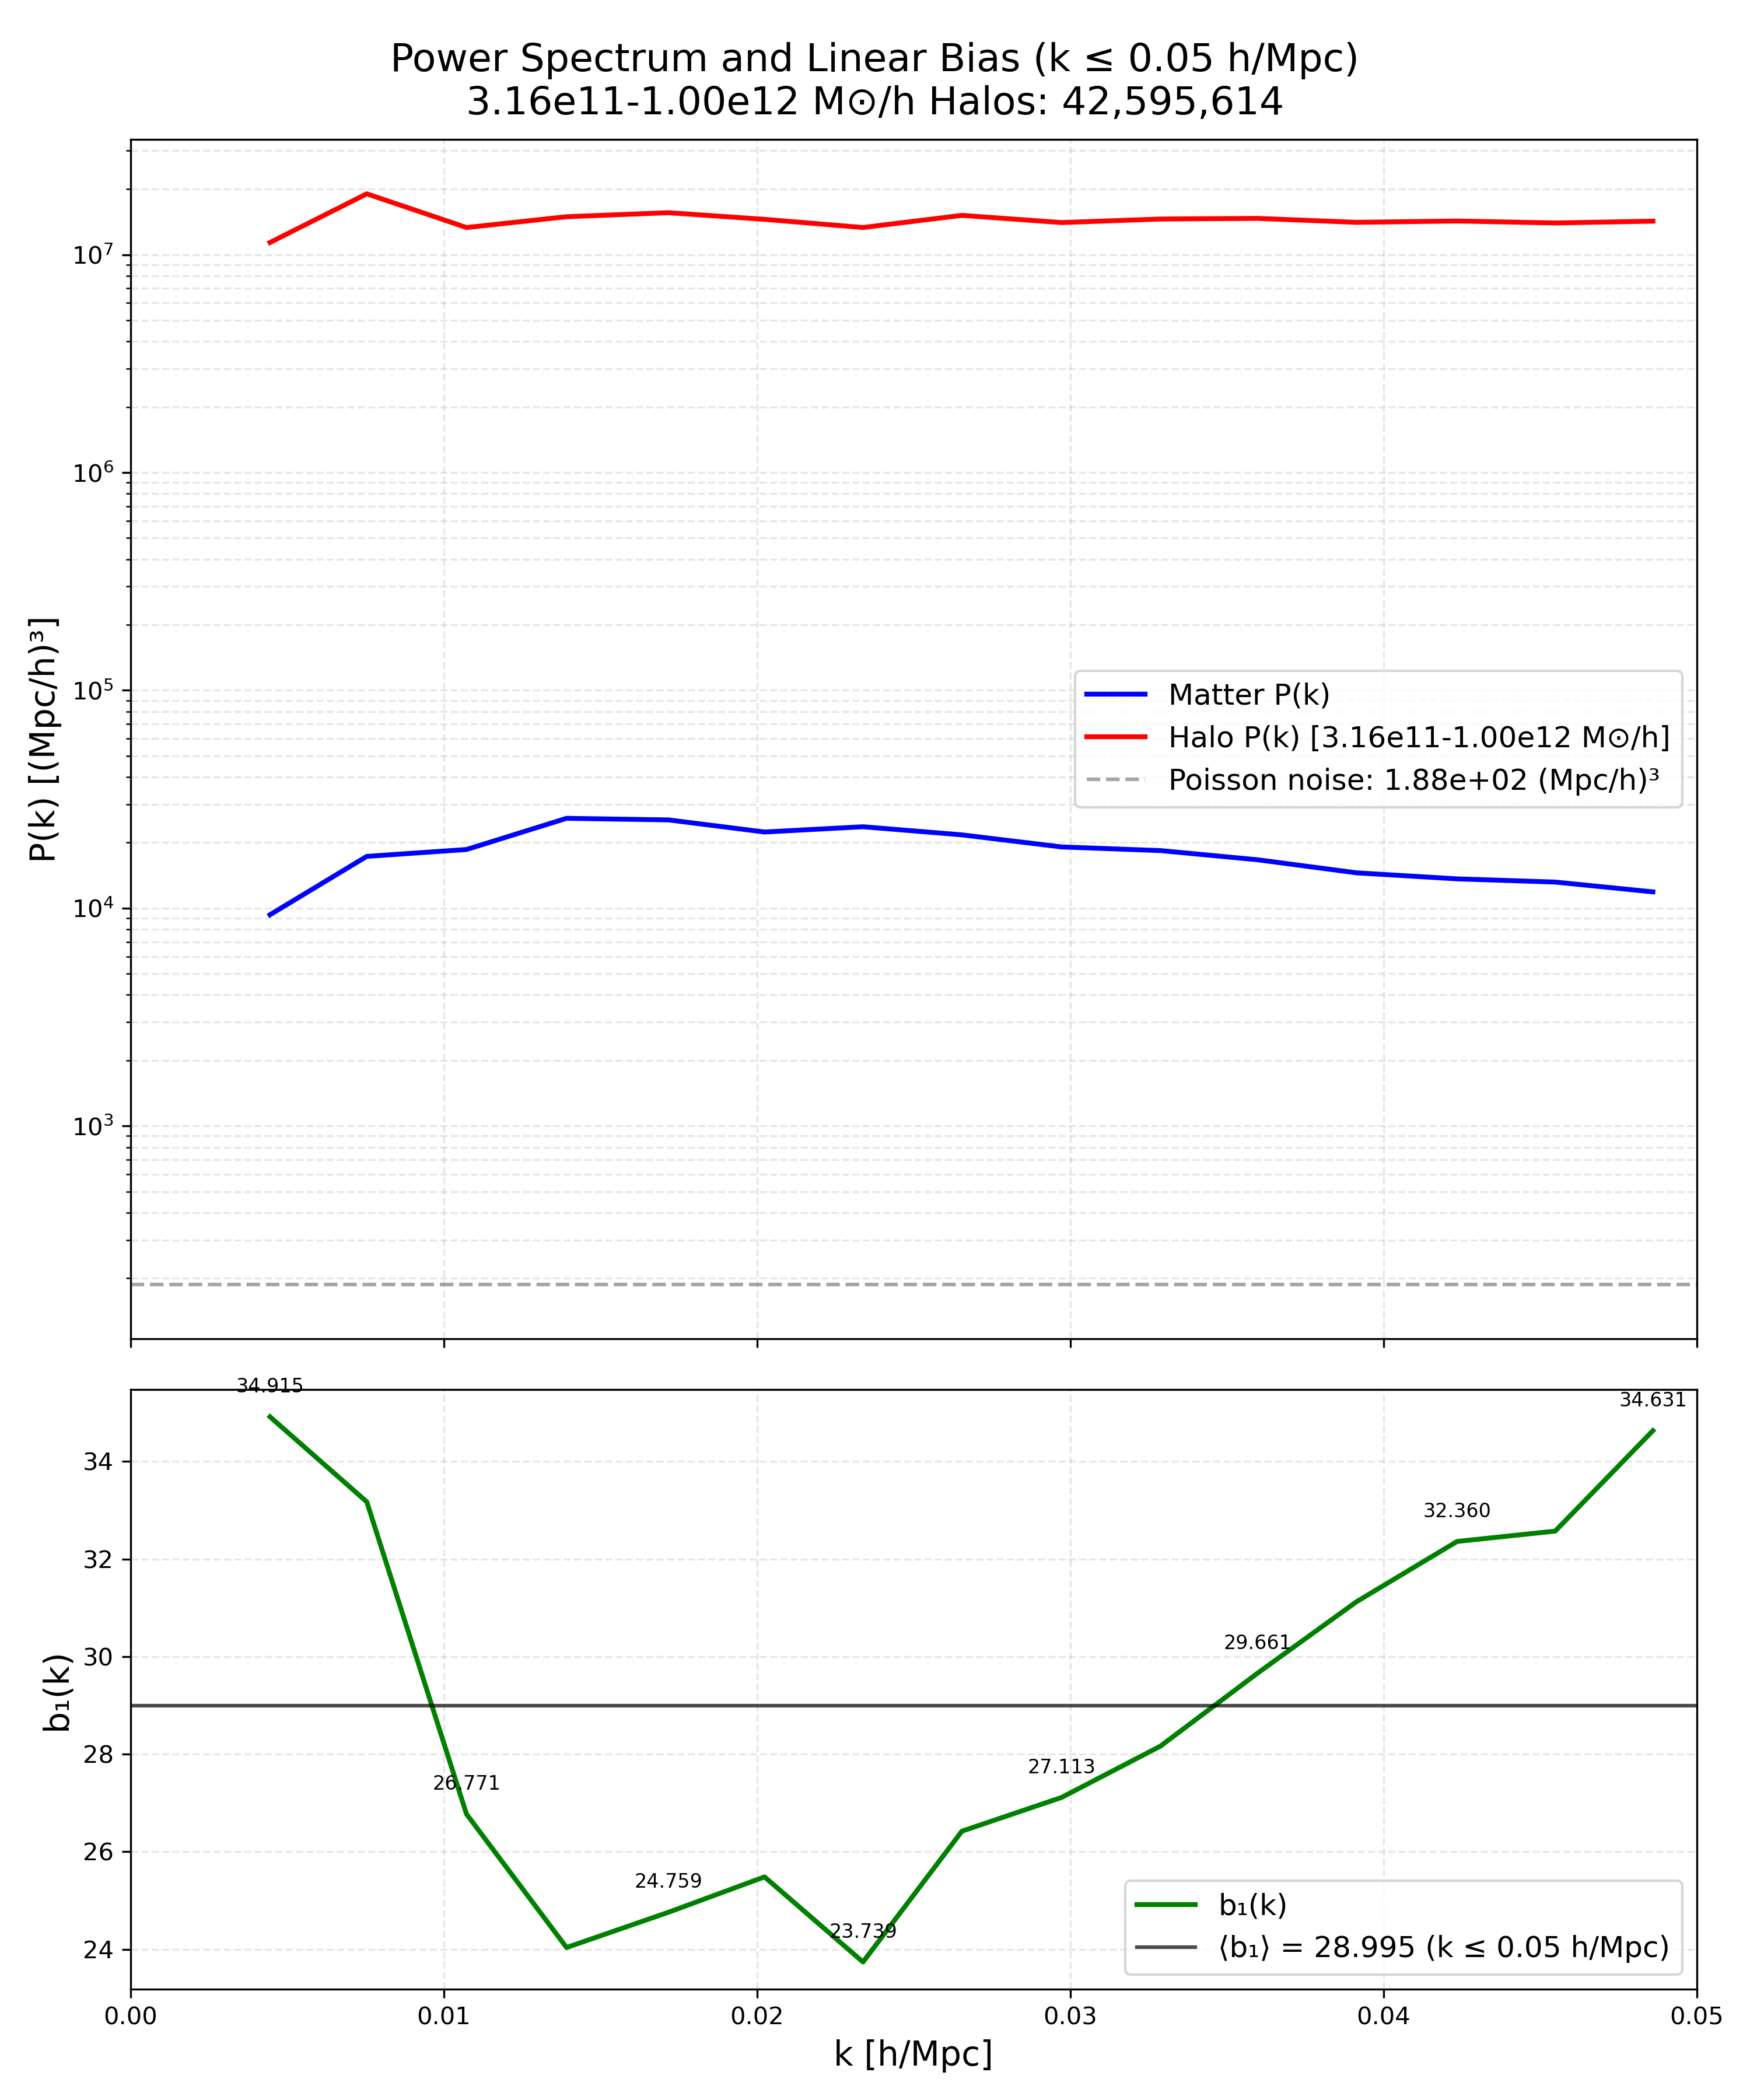 Power Spectrum and Linear Bias (k ≤ 0.05 h/Mpc)
3.16e11-1.00e12 M⊙/h Halos: 42,595,614
P(k) [(Mpc/h)³]
10⁷
10⁶
10⁵
10⁴
10³
Matter P(k)
Halo P(k) [3.16e11-1.00e12 M⊙/h]
Poisson noise: 1.88e+02 (Mpc/h)³
b₁(k)
34
32
30
28
26
24
34.915
26.771
24.759
23.739
27.113
29.661
32.360
34.631
b₁(k)
⟨b₁⟩ = 28.995 (k ≤ 0.05 h/Mpc)
0.00
0.01
0.02
0.03
0.04
0.05
k [h/Mpc]